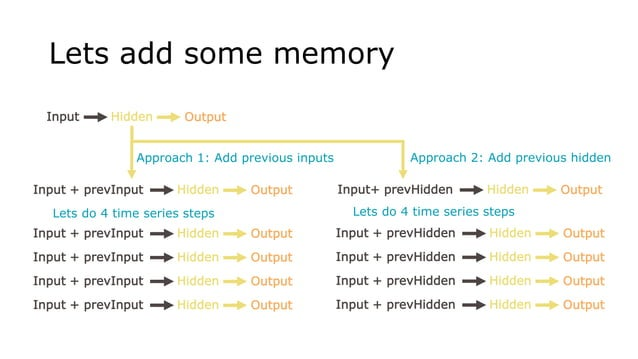 Lets add some memory
Input Hidden Output
Approach 1: Add previous inputs
Approach 2: Add previous hidden
Input + prevInput Hidden Output
Input+ prevHidden Hidden Output
Lets do 4 time series steps
Lets do 4 time series steps
Input + prevInput Hidden Output
Input + prevHidden Hidden Output
Input + prevInput Hidden Output
Input + prevHidden Hidden Output
Input + prevInput Hidden Output
Input + prevHidden Hidden Output
Input + prevInput Hidden Output
Input + prevHidden Hidden Output